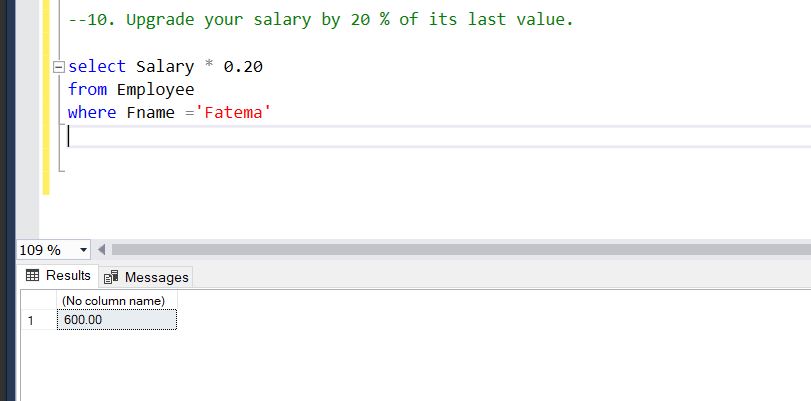 --10. Upgrade your salary by 20 % of its last value.
select Salary * 0.20
from Employee
where Fname ='Fatema'
109 %
Results Messages
(No column name)
1 600.00